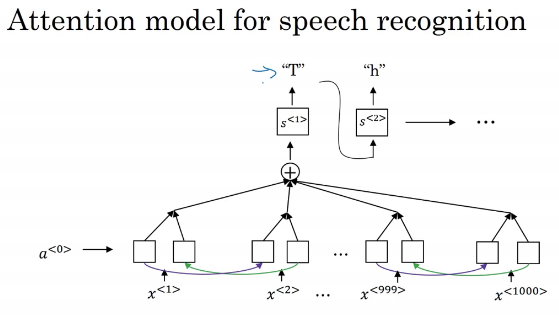 Attention model for speech recognition
“T” “h”
s<1> s<2> ...
+
a<0> ...
x<1> x<2> ... x<999> x<1000>